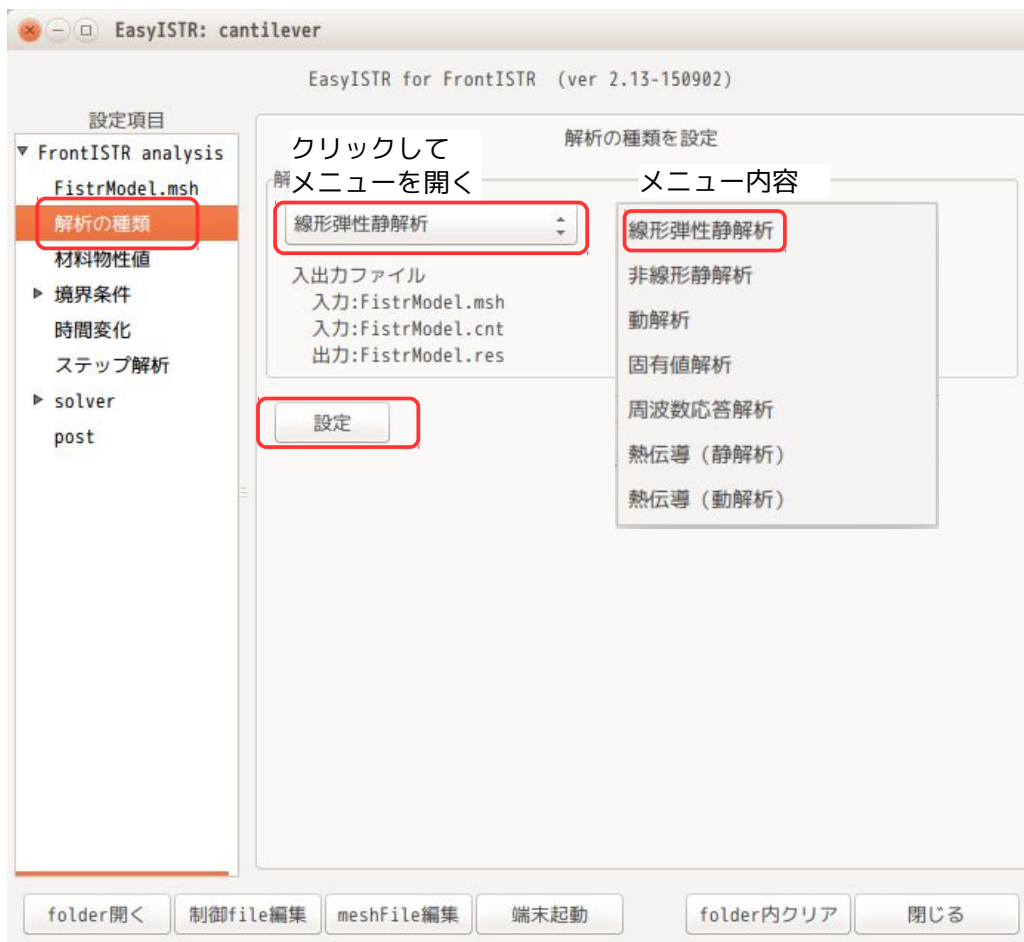 EasyISTR: cantilever
EasyISTR for FrontISTR (ver 2.13-150902)
設定項目
FrontISTR analysis
FistrModel.msh
解析の種類
材料物性値
境界条件
時間変化
ステップ解析
solver
post
解析の種類を設定
クリックして
メニューを開く
解
線形弾性静解析
入出力ファイル
入力:FistrModel.msh
入力:FistrModel.cnt
出力:FistrModel.res
設定
メニュー内容
線形弾性静解析
非線形静解析
動解析
固有値解析
周波数応答解析
熱伝導(静解析)
熱伝導(動解析)
folder開く 制御file編集 meshFile編集 端末起動 folder内クリア 閉じる